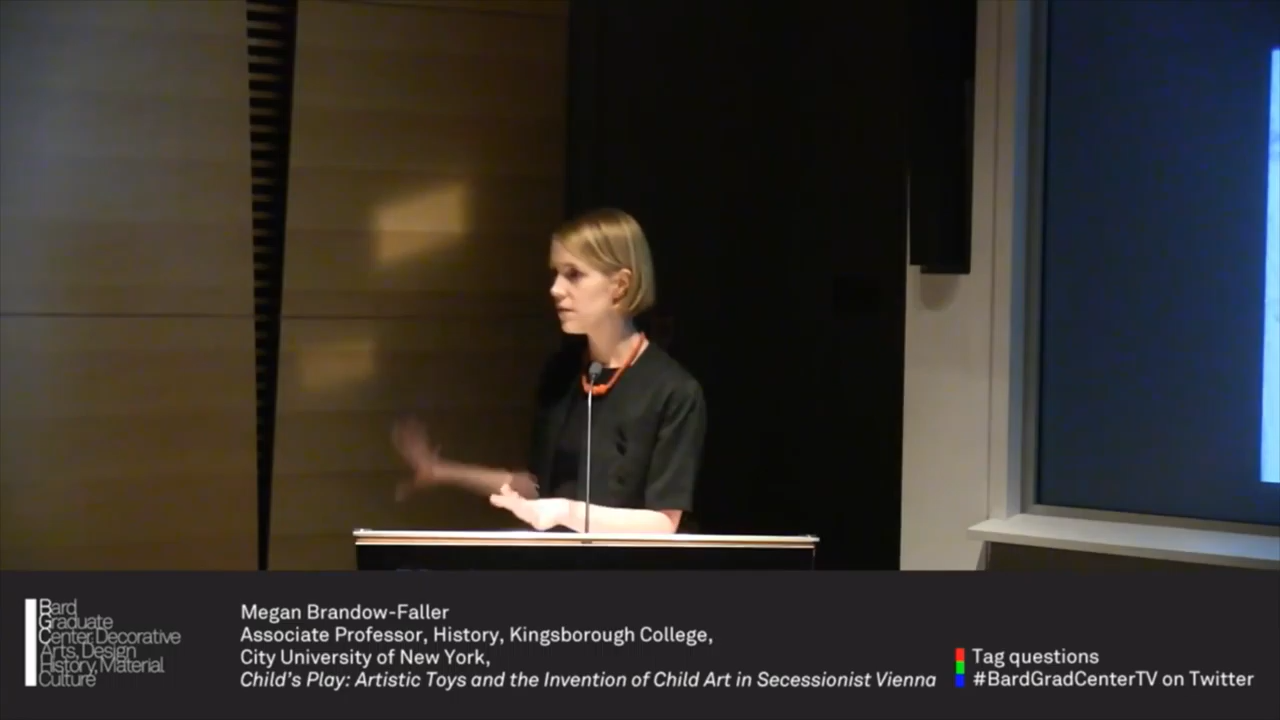 Bard
Graduate
Center Decorative
Arts, Design
History, Material
Culture
Megan Brandow-Faller
Associate Professor, History, Kingsborough College,
City University of New York,
Child's Play: Artistic Toys and the Invention of Child Art in Secessionist Vienna
Tag questions
#BardGradCenterTV on Twitter